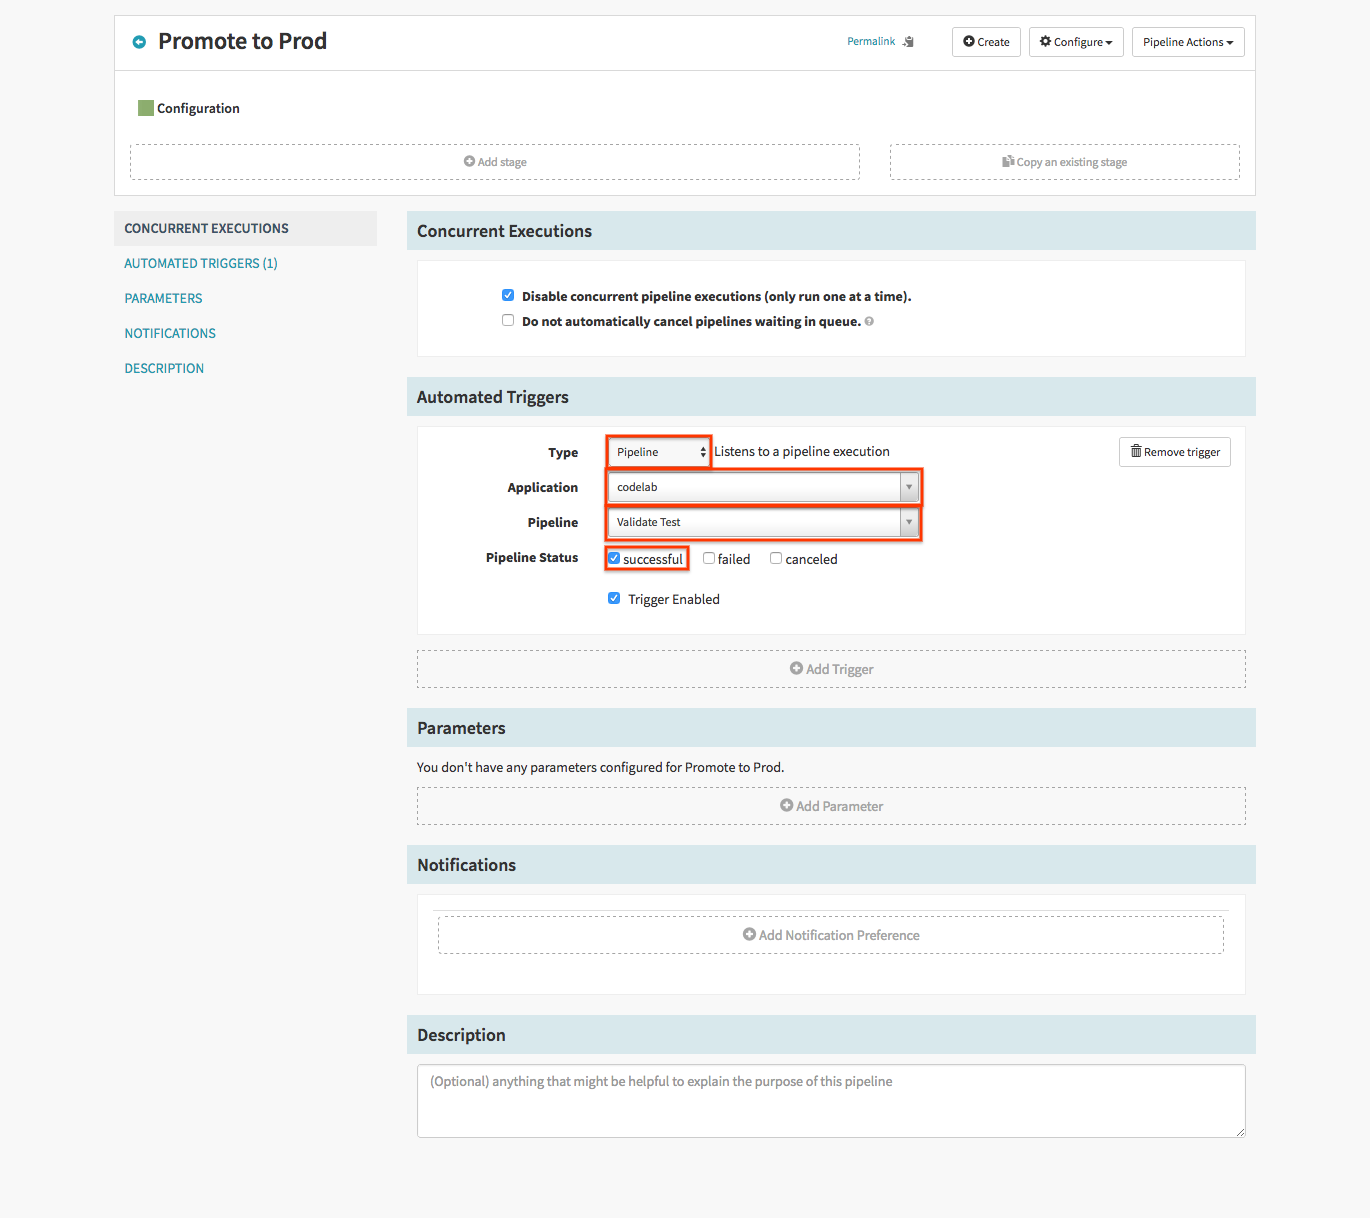 Promote to Prod
Permalink
Create
Configure
Pipeline Actions
Configuration
Add stage
Copy an existing stage
CONCURRENT EXECUTIONS
AUTOMATED TRIGGERS (1)
PARAMETERS
NOTIFICATIONS
DESCRIPTION
Concurrent Executions
Disable concurrent pipeline executions (only run one at a time).
Do not automatically cancel pipelines waiting in queue. ?
Automated Triggers
Type Pipeline Listens to a pipeline execution Remove trigger
Application codelab
Pipeline Validate Test
Pipeline Status successful failed canceled
Trigger Enabled
Add Trigger
Parameters
You don't have any parameters configured for Promote to Prod.
Add Parameter
Notifications
Add Notification Preference
Description
(Optional) anything that might be helpful to explain the purpose of this pipeline